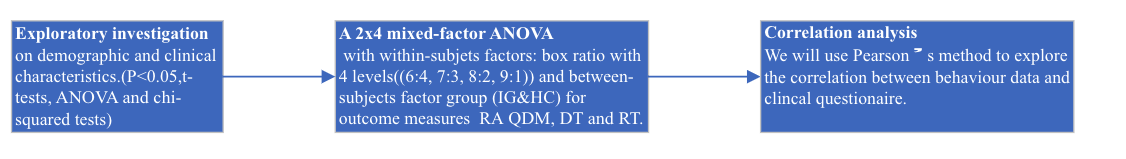 Exploratory investigation
on demographic and clinical
characteristics.(P<0.05,t-
tests, ANOVA and chi-
squared tests)
A 2x4 mixed-factor ANOVA
with within-subjets factors: box ratio with
4 levels((6:4, 7:3, 8:2, 9:1)) and between-
subjects factor group (IG&HC) for
outcome measures RA QDM, DT and RT.
Correlation analysis
We will use Pearson s method to explore
the correlation between behaviour data and
clincal questionaire.